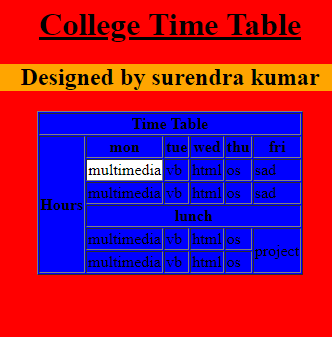 College Time Table
Designed by surendra kumar
Time Table
Hours mon tue wed thu fri
multimedia vb html os sad
multimedia vb html os sad
lunch
multimedia vb html os project
multimedia vb html os